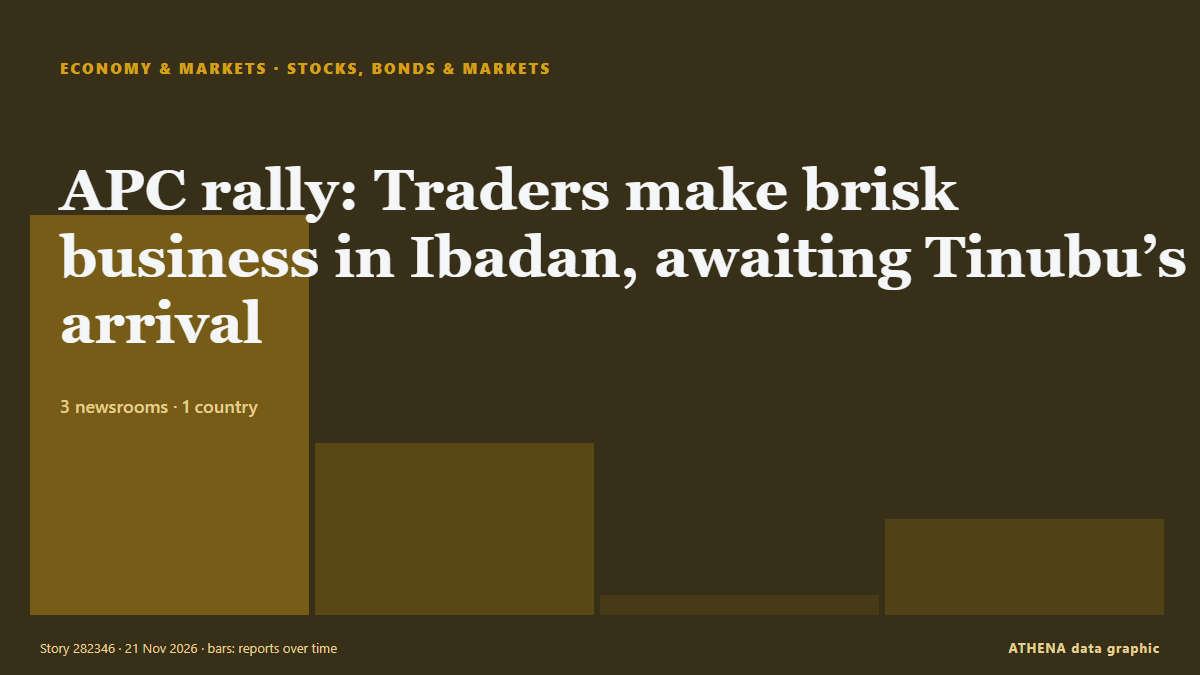 ECONOMY & MARKETS · STOCKS, BONDS & MARKETS
APC rally: Traders make brisk
business in Ibadan, awaiting Tinubu’s
arrival
3 newsrooms · 1 country
Story 282346 · 21 Nov 2026 · bars: reports over time
ATHENA data graphic